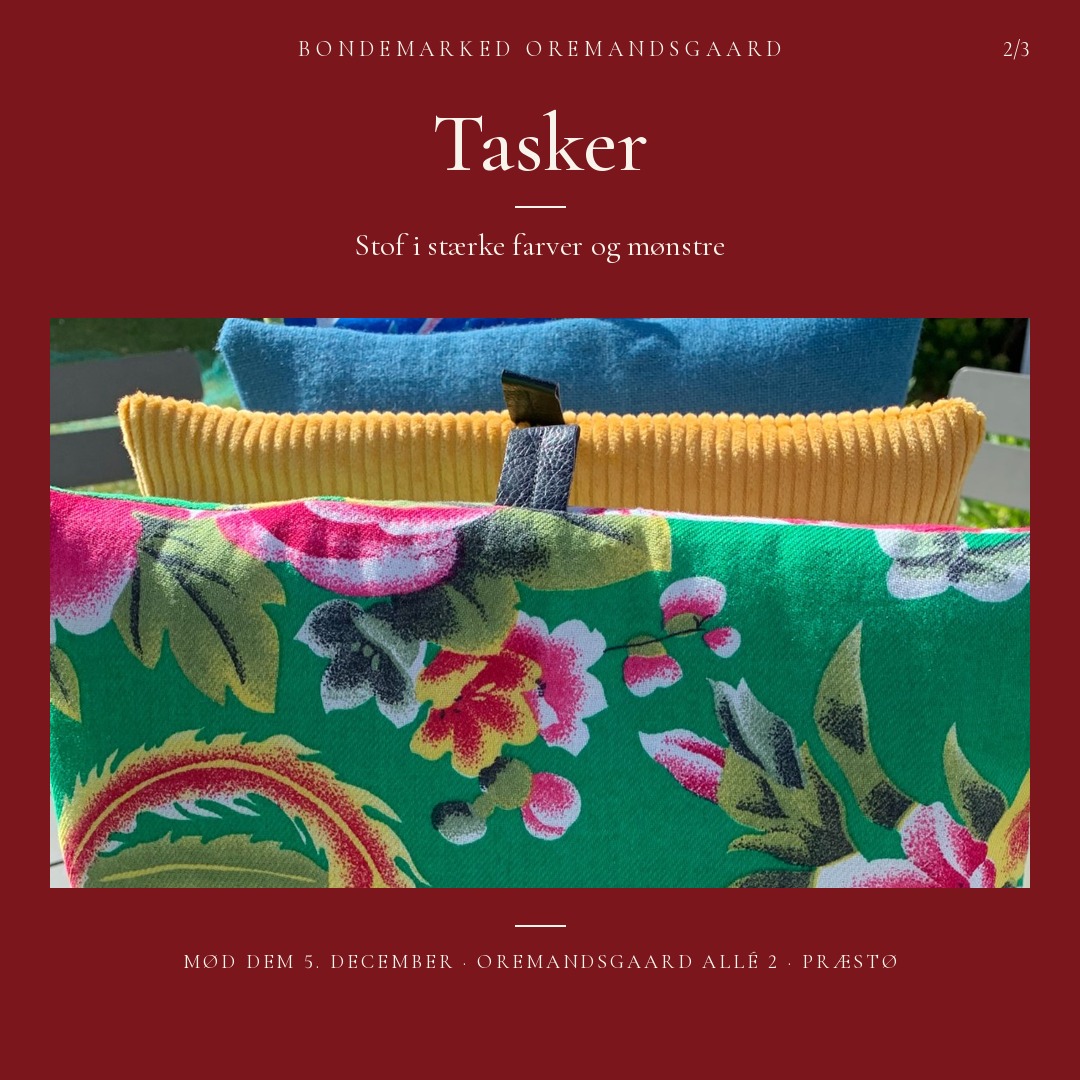 BONDEMARKED OREMANDSGAARD
2/3
Tasker
Stof i stærke farver og mønstre
MØD DEM 5. DECEMBER · OREMANDSGAARD ALLÉ 2 · PRÆSTØ